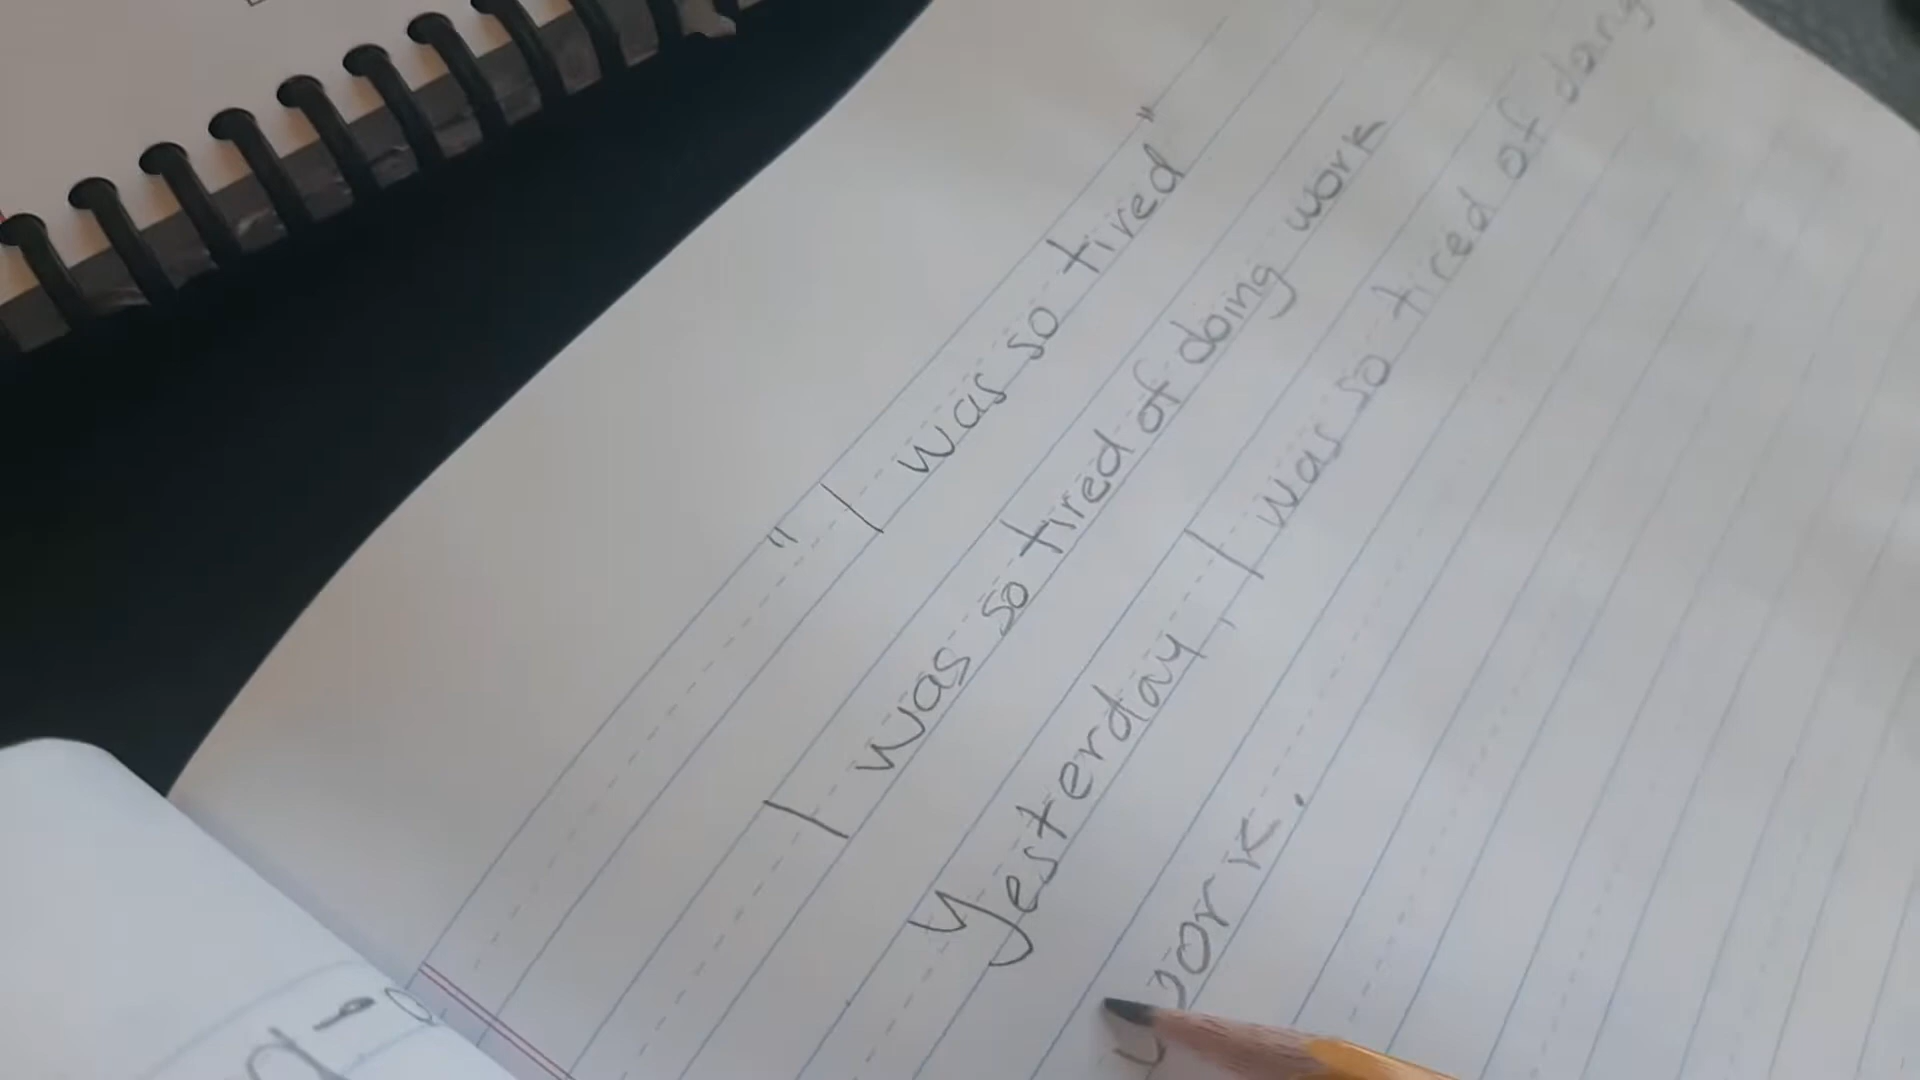 " I was so tired"
I was so tired of doing work
Yesterday, I was so tired of doing
work.